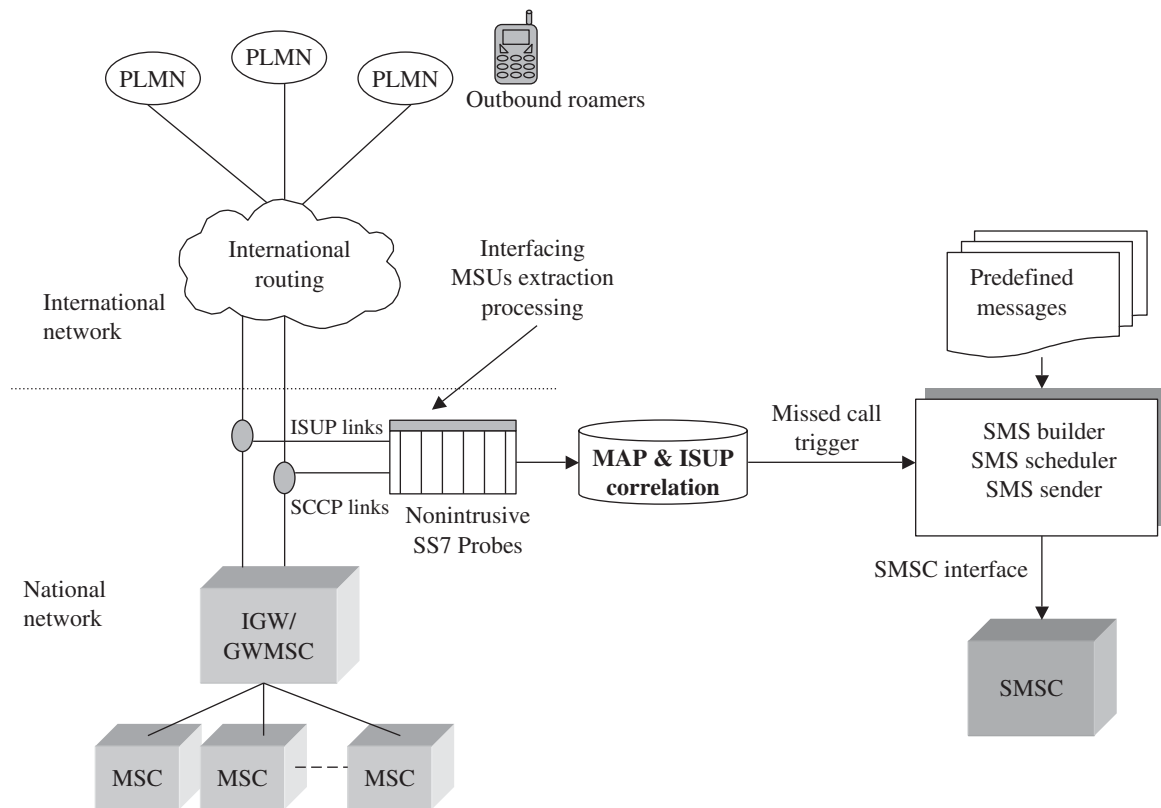 PLMN
PLMN
PLMN
Outbound roamers
International
routing
Interfacing
MSUs extraction
processing
International
network
Predefined
messages
ISUP links
SCCP links
Nonintrusive
SS7 Probes
MAP & ISUP
correlation
Missed call
trigger
SMS builder
SMS scheduler
SMS sender
SMSC interface
National
network
IGW/
GWMSC
SMSC
MSC
MSC
MSC